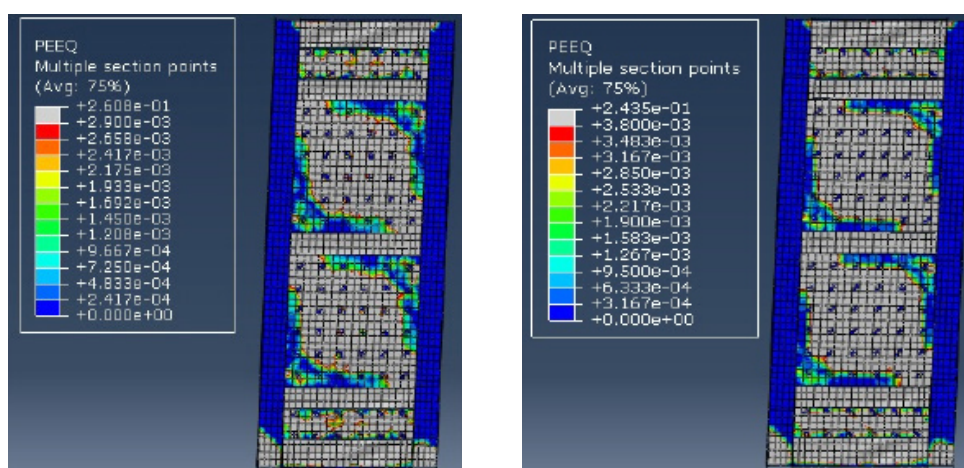 PEEQ
Multiple section points
(Avg: 75%)
+2.608e-01
+2.900e-03
+2.658e-03
+2.417e-03
+2.175e-03
+1.933e-03
+1.692e-03
+1.450e-03
+1.208e-03
+9.667e-04
+7.250e-04
+4.833e-04
+2.417e-04
+0.000e+00
PEEQ
Multiple section points
(Avg: 75%)
+2.435e-01
+3.800e-03
+3.483e-03
+3.167e-03
+2.850e-03
+2.533e-03
+2.217e-03
+1.900e-03
+1.583e-03
+1.267e-03
+9.500e-04
+6.333e-04
+3.167e-04
+0.000e+00